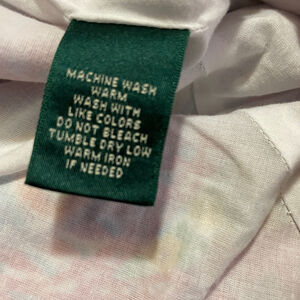 MACHINE WASH
WARM
WASH WITH
LIKE COLORS
DO NOT BLEACH
TUMBLE DRY LOW
WARM IRON
IF NEEDED